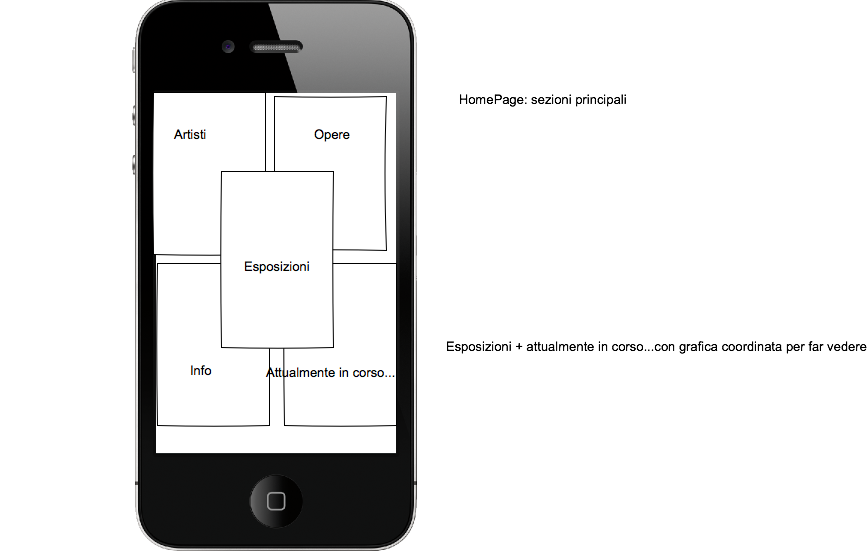 HomePage: sezioni principali
Artisti
Opere
Esposizioni
Esposizioni + attualmente in corso...con grafica coordinata per far vedere
Info
Attualmente in corso...